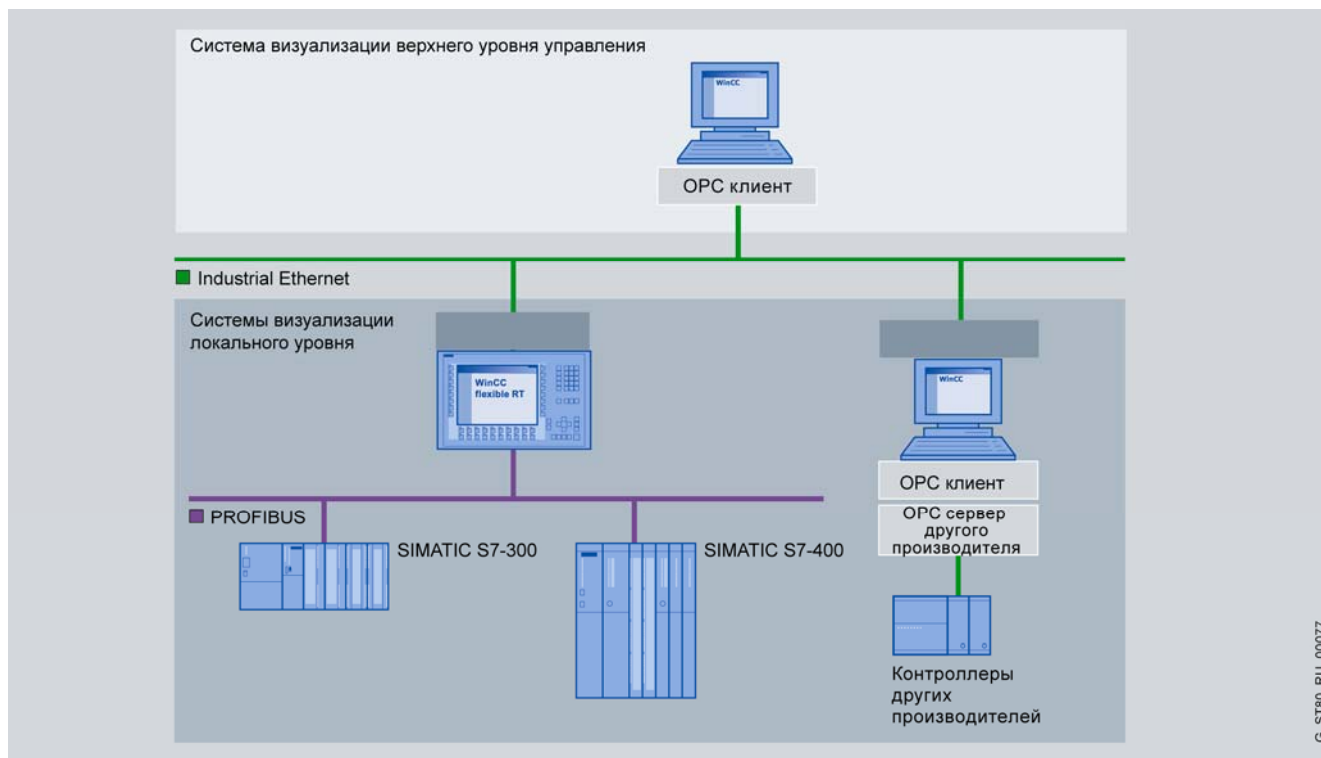 Система визуализации верхнего уровня управления
WinCC
OPC клиент
Industrial Ethernet
Системы визуализации
локального уровня
WinCC
flexible RT
WinCC
OPC клиент
OPC сервер
другого
производителя
PROFIBUS
SIMATIC S7-300
SIMATIC S7-400
Контроллеры
других
производителей
G_ST80_RU_00077